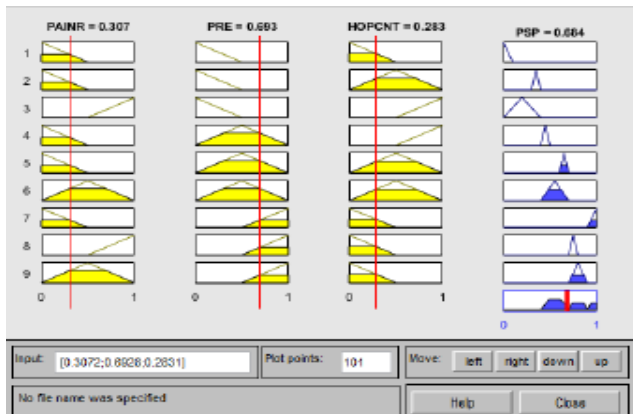 PAINR = 0.307 PRE = 0.693 HOPCNT = 0.283 PSP = 0.684
1
2
3
4
5
6
7
8
9
0 1 0 1 0 1
0 1
Input: [0.3072;0.6928;0.2831] Plot points: 101 Move: left right down up
No file name was specified Help Close